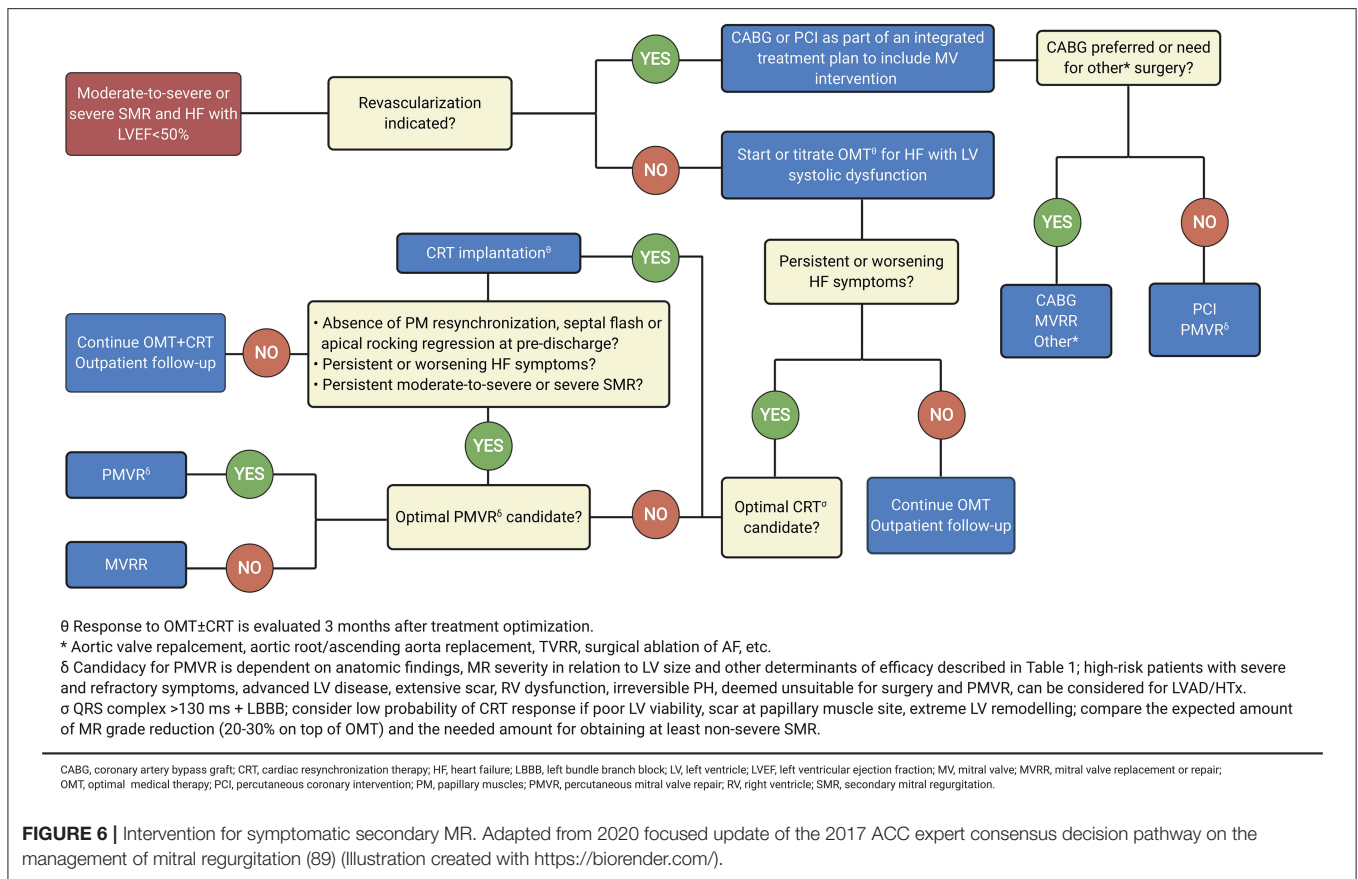 Moderate-to-severe or
severe SMR and HF with
LVEF<50%
Revascularization
indicated?
YES
CABG or PCI as part of an integrated
treatment plan to include MV
intervention
CABG preferred or need
for other* surgery?
NO
Start or titrate OMTᶿ for HF with LV
systolic dysfunction
YES
NO
CABG
MVRR
Other*
PCI
PMVRᵟ
Persistent or worsening
HF symptoms?
YES
NO
Optimal CRTᵟ
candidate?
Continue OMT
Outpatient follow-up
YES
CRT implantationᶿ
• Absence of PM resynchronization, septal flash or
apical rocking regression at pre-discharge?
• Persistent or worsening HF symptoms?
• Persistent moderate-to-severe or severe SMR?
NO
Continue OMT+CRT
Outpatient follow-up
YES
NO
Optimal PMVRᵟ candidate?
YES
PMVRᵟ
NO
MVRR
θ Response to OMT±CRT is evaluated 3 months after treatment optimization.
* Aortic valve repalcement, aortic root/ascending aorta replacement, TVRR, surgical ablation of AF, etc.
δ Candidacy for PMVR is dependent on anatomic findings, MR severity in relation to LV size and other determinants of efficacy described in Table 1; high-risk patients with severe
and refractory symptoms, advanced LV disease, extensive scar, RV dysfunction, irreversible PH, deemed unsuitable for surgery and PMVR, can be considered for LVAD/HTx.
σ QRS complex >130 ms + LBBB; consider low probability of CRT response if poor LV viability, scar at papillary muscle site, extreme LV remodelling; compare the expected amount
of MR grade reduction (20-30% on top of OMT) and the needed amount for obtaining at least non-severe SMR.
CABG, coronary artery bypass graft; CRT, cardiac resynchronization therapy; HF, heart failure; LBBB, left bundle branch block; LV, left ventricle; LVEF, left ventricular ejection fraction; MV, mitral valve; MVRR, mitral valve replacement or repair;
OMT, optimal medical therapy; PCI, percutaneous coronary intervention; PM, papillary muscles; PMVR, percutaneous mitral valve repair; RV, right ventricle; SMR, secondary mitral regurgitation.
FIGURE 6 | Intervention for symptomatic secondary MR. Adapted from 2020 focused update of the 2017 ACC expert consensus decision pathway on the
management of mitral regurgitation (89) (Illustration created with https://biorender.com/).